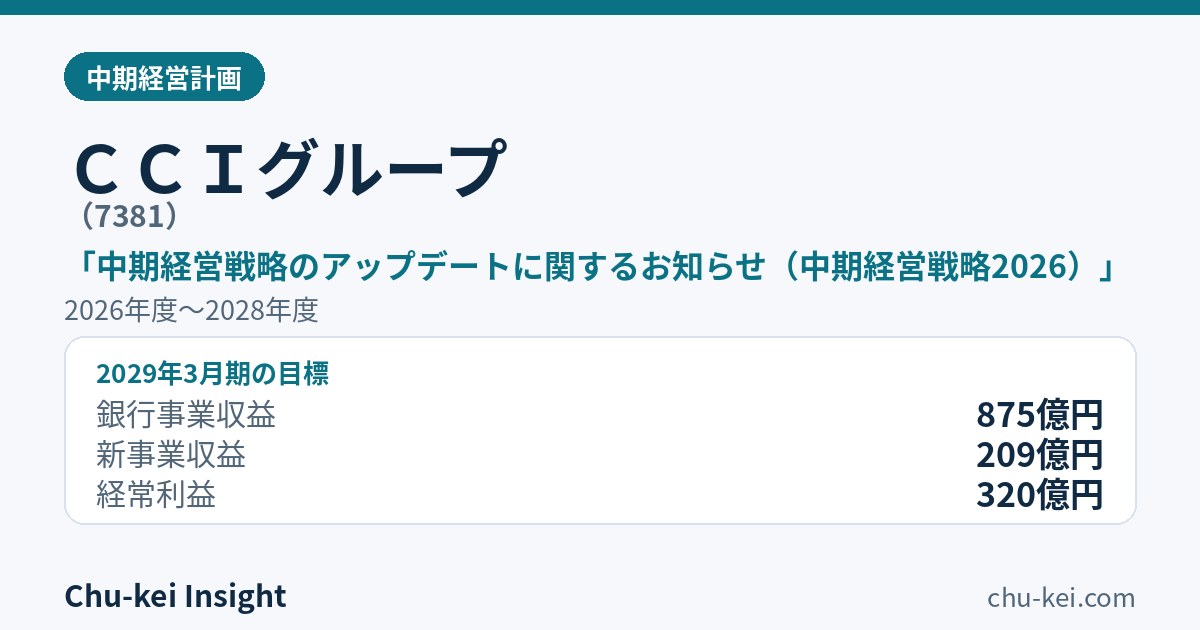 中期経営計画
ＣＣＩグループ
（7381）
「中期経営戦略のアップデートに関するお知らせ（中期経営戦略2026）」
2026年度～2028年度
2029年3月期の目標
銀行事業収益 875億円
新事業収益 209億円
経常利益 320億円
Chu-kei Insight chu-kei.com